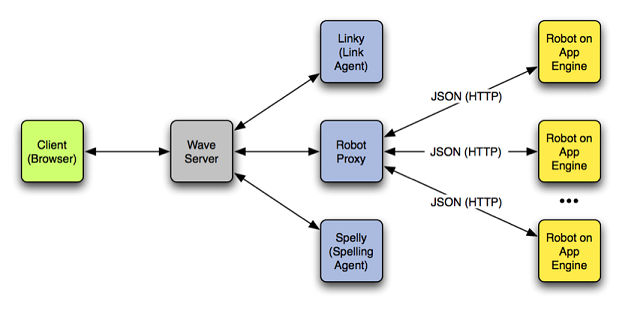 Client
(Browser)
Wave
Server
Linky
(Link
Agent)
Robot
Proxy
Spelly
(Spelling
Agent)
JSON (HTTP)
JSON (HTTP)
JSON (HTTP)
Robot on
App
Engine
Robot on
App
Engine
•••
Robot on
App
Engine